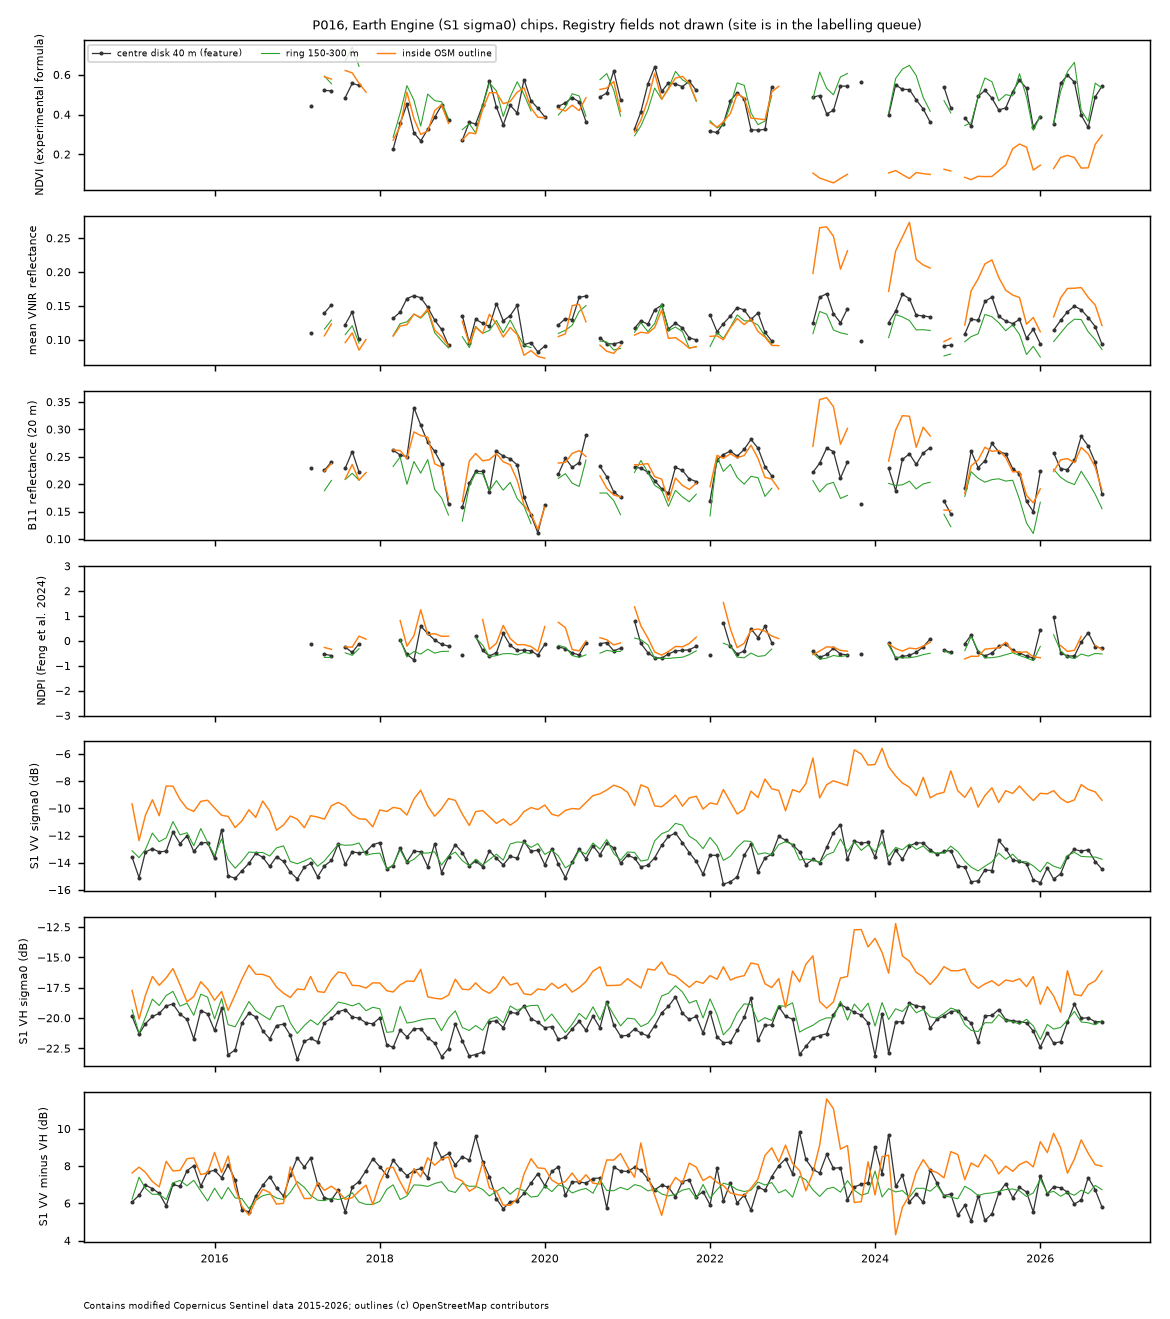 P016, Earth Engine (S1 sigma0) chips. Registry fields not drawn (site is in the labelling queue)
centre disk 40 m (feature)
ring 150-300 m
inside OSM outline
NDVI (experimental formula)
0.6
0.4
0.2
mean VNIR reflectance
0.25
0.20
0.15
0.10
B11 reflectance (20 m)
0.35
0.30
0.25
0.20
0.15
0.10
NDPI (Feng et al. 2024)
3
2
1
0
−1
−2
−3
S1 VV sigma0 (dB)
−6
−8
−10
−12
−14
−16
S1 VH sigma0 (dB)
−12.5
−15.0
−17.5
−20.0
−22.5
S1 VV minus VH (dB)
10
8
6
4
2016 2018 2020 2022 2024 2026
Contains modified Copernicus Sentinel data 2015-2026; outlines (c) OpenStreetMap contributors